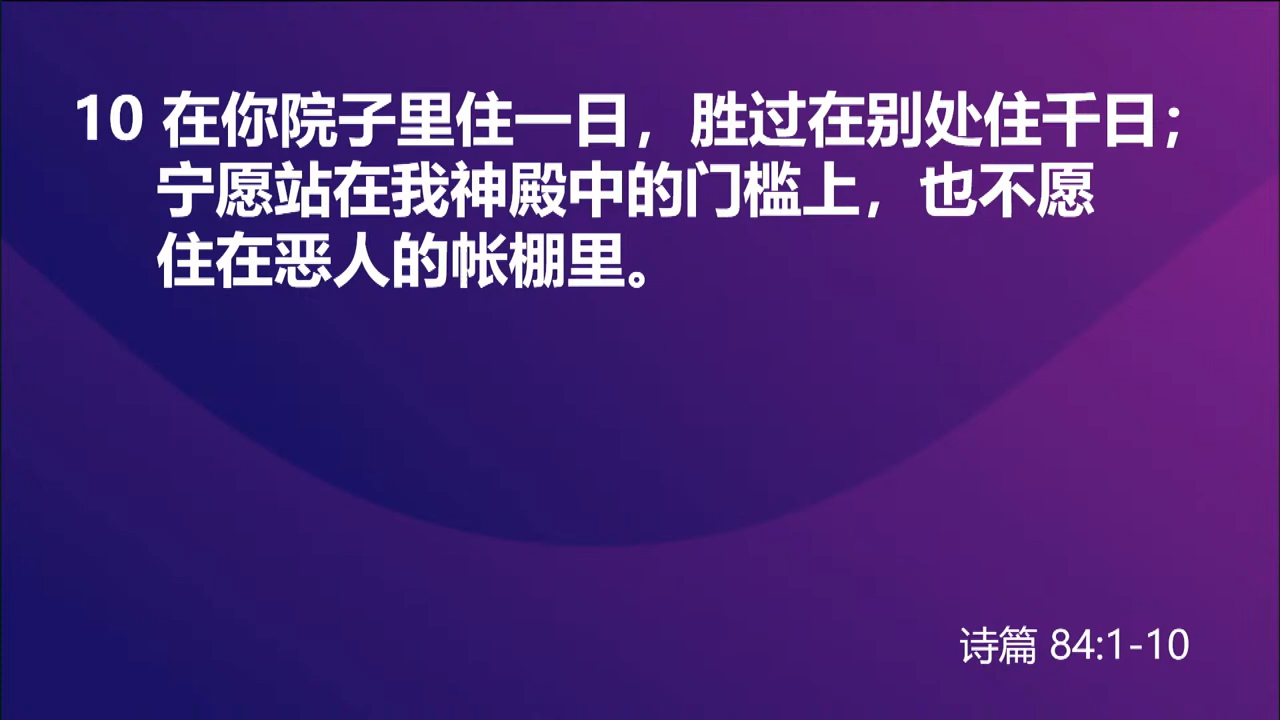 10 在你院子里住一日，胜过在别处住千日；
宁愿站在我神殿中的门槛上，也不愿
住在恶人的帐棚里。
诗篇 84:1-10